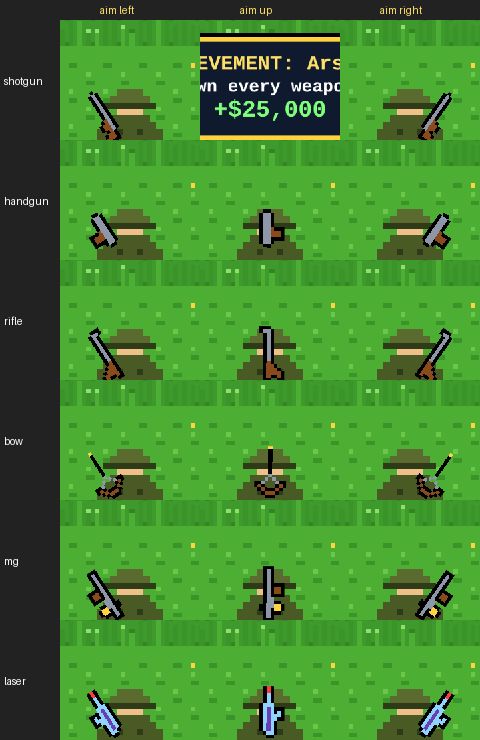 aim left aim up aim right
shotgun
EVEMENT: Ars
wn every weapo
+$25,000
handgun
rifle
bow
mg
laser